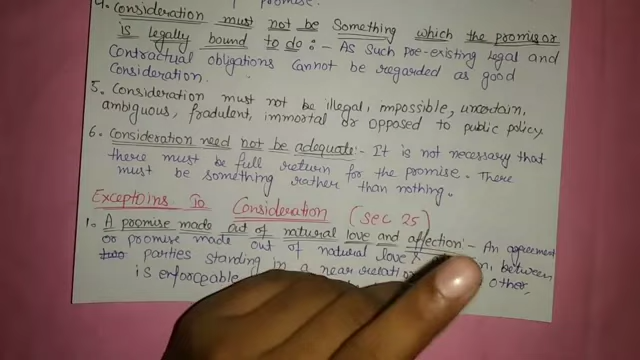 promise.
4. Consideration must not be Something which the promisor
is legally bound to do:- As such pre-existing legal and
contractual obligations cannot be regarded as good
consideration.
5. Consideration must not be illegal, impossible, uncertain,
ambiguous, fradulent, immortal or opposed to public policy.
6. Consideration need not be adequate:- It is not necessary that
there must be full return for the promise. There
must be something rather than nothing.
Exceptoins To Consideration (Sec 25)
1. A promise made out of natural love and affection:- An agreement
or promise made out of natural love & between
parties standing in a near other,
is enforceable